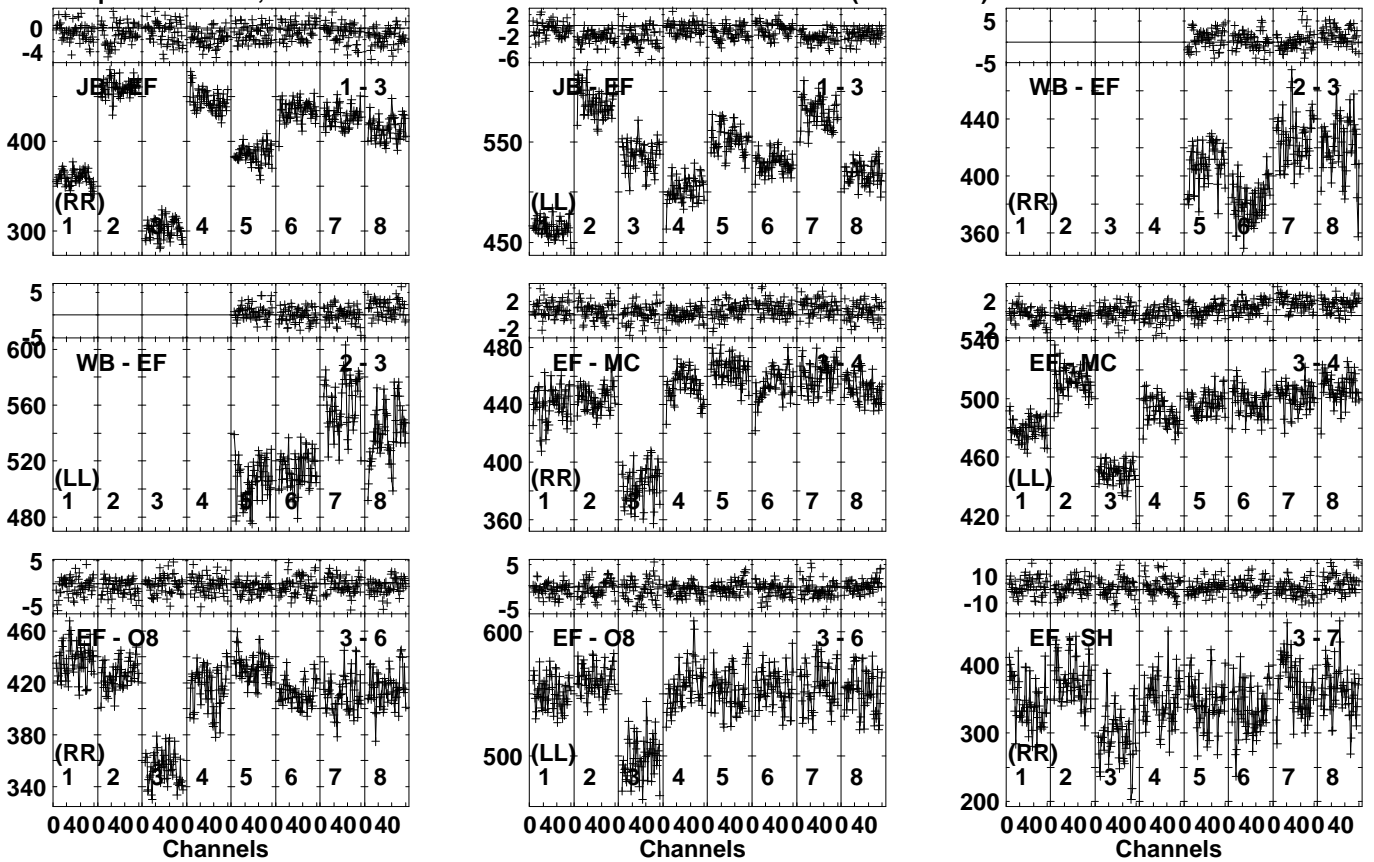 0
-4
JB - EF
1 - 3
400
300
(RR)
1 2 3 4 5 6 7 8
2
-2
-6
JB - EF
1 - 3
550
450
(LL)
1 2 3 4 5 6 7 8
5
-5
WB - EF
2 - 3
440
400
360
(RR)
1 2 3 4 5 6 7 8
5
-5
WB - EF
2 - 3
600
560
520
480
(LL)
1 2 3 4 5 6 7 8
2
-2
EF - MC
3 - 4
480
440
400
360
(RR)
1 2 3 4 5 6 7 8
2
-2
EF - MC
3 - 4
540
500
460
420
(LL)
1 2 3 4 5 6 7 8
5
-5
EF - O8
3 - 6
460
420
380
340
(RR)
1 2 3 4 5 6 7 8
0 40 0 40 0 40 0 40 0 40 0 40 0 40 0 40
Channels
5
-5
EF - O8
3 - 6
600
500
(LL)
1 2 3 4 5 6 7 8
0 40 0 40 0 40 0 40 0 40 0 40 0 40 0 40
Channels
10
-10
EF - SH
3 - 7
400
300
200
(RR)
1 2 3 4 5 6 7 8
0 40 0 40 0 40 0 40 0 40 0 40 0 40 0 40
Channels